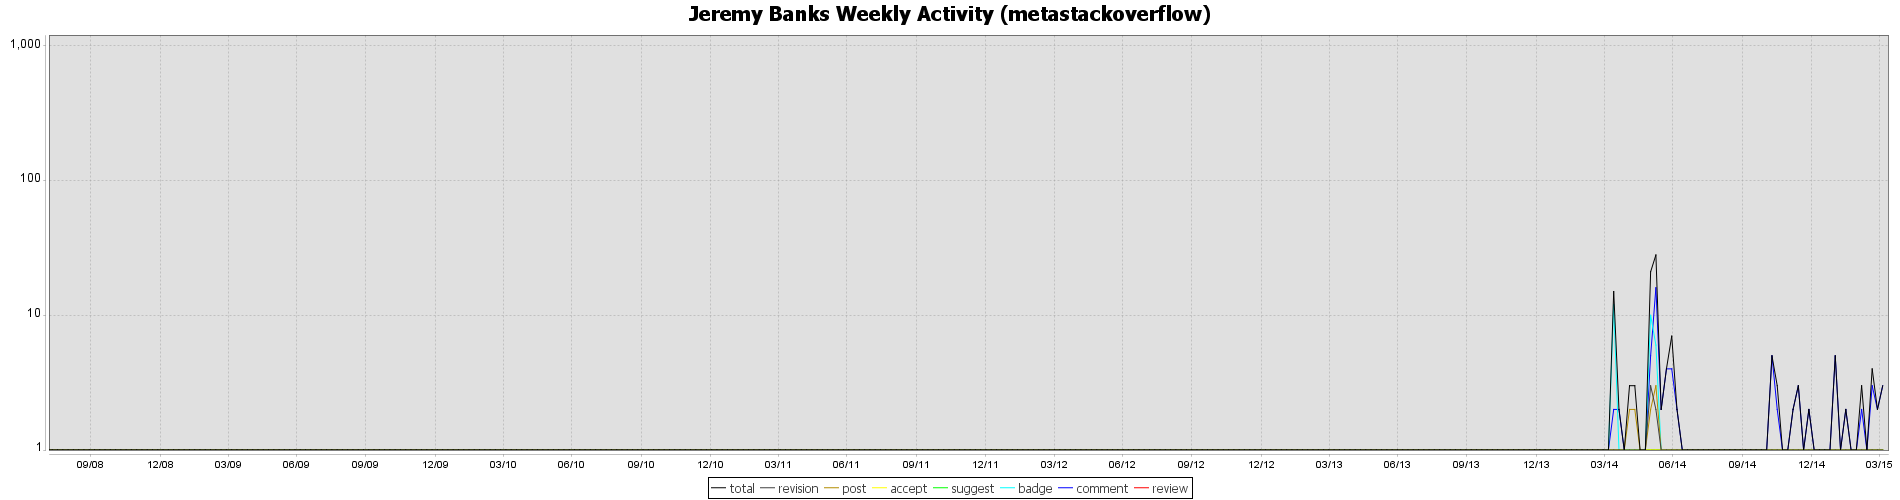 Jeremy Banks Weekly Activity (metastackoverflow)
1,000
100
10
1
09/08 12/08 03/09 06/09 09/09 12/09 03/10 06/10 09/10 12/10 03/11 06/11 09/11 12/11 03/12 06/12 09/12 12/12 03/13 06/13 09/13 12/13 03/14 06/14 09/14 12/14 03/15
total revision post accept suggest badge comment review